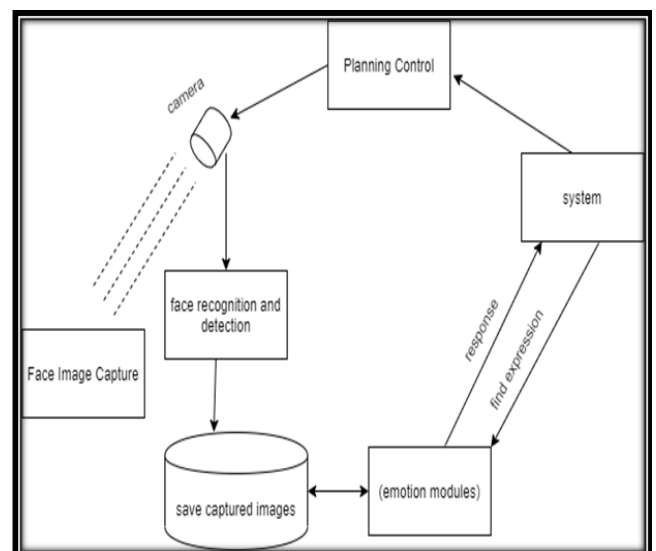 Planning Control
camera
system
face recognition and
detection
Face Image Capture
response
find expression
save captured images
(emotion modules)